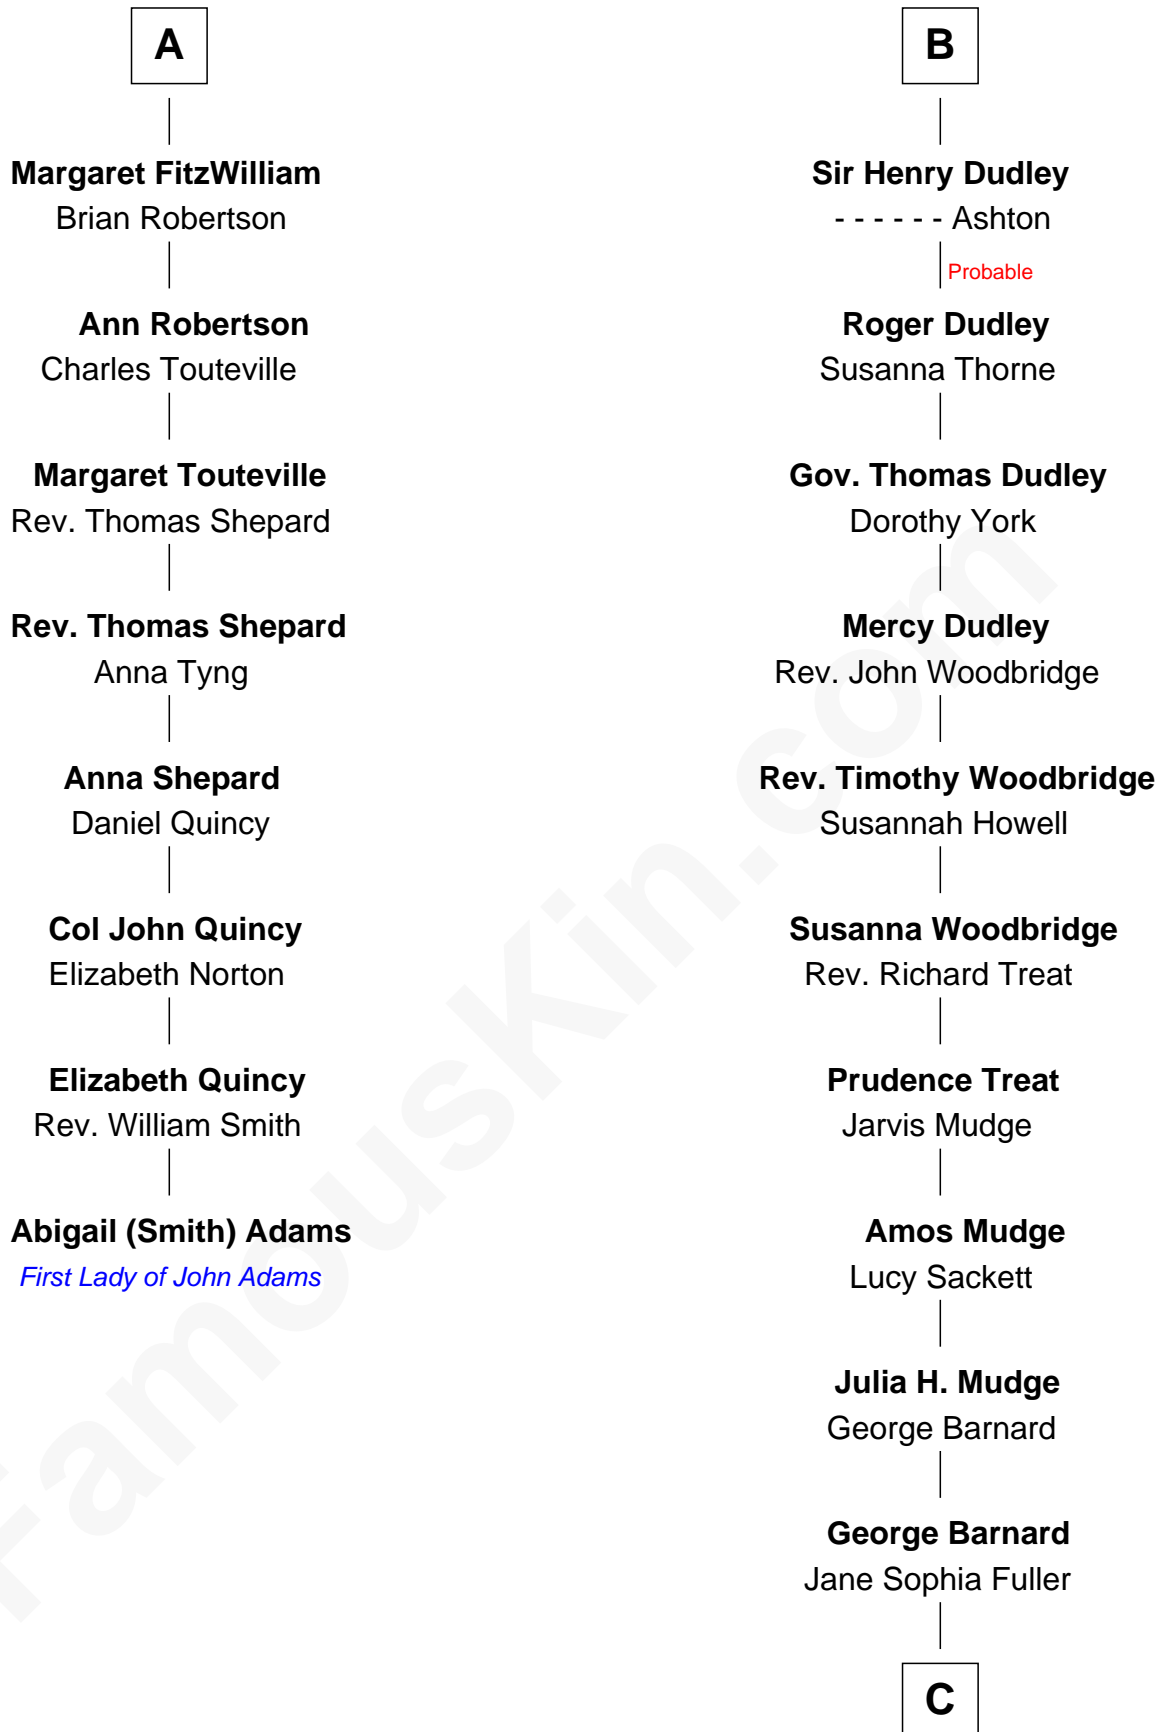 A
Margaret FitzWilliam
Brian Robertson
Ann Robertson
Charles Touteville
Margaret Touteville
Rev. Thomas Shepard
Rev. Thomas Shepard
Anna Tyng
Anna Shepard
Daniel Quincy
Col John Quincy
Elizabeth Norton
Elizabeth Quincy
Rev. William Smith
Abigail (Smith) Adams
First Lady of John Adams
B
Sir Henry Dudley
- - - - - - Ashton
Probable
Roger Dudley
Susanna Thorne
Gov. Thomas Dudley
Dorothy York
Mercy Dudley
Rev. John Woodbridge
Rev. Timothy Woodbridge
Susannah Howell
Susanna Woodbridge
Rev. Richard Treat
Prudence Treat
Jarvis Mudge
Amos Mudge
Lucy Sackett
Julia H. Mudge
George Barnard
George Barnard
Jane Sophia Fuller
C
FamousKin.com